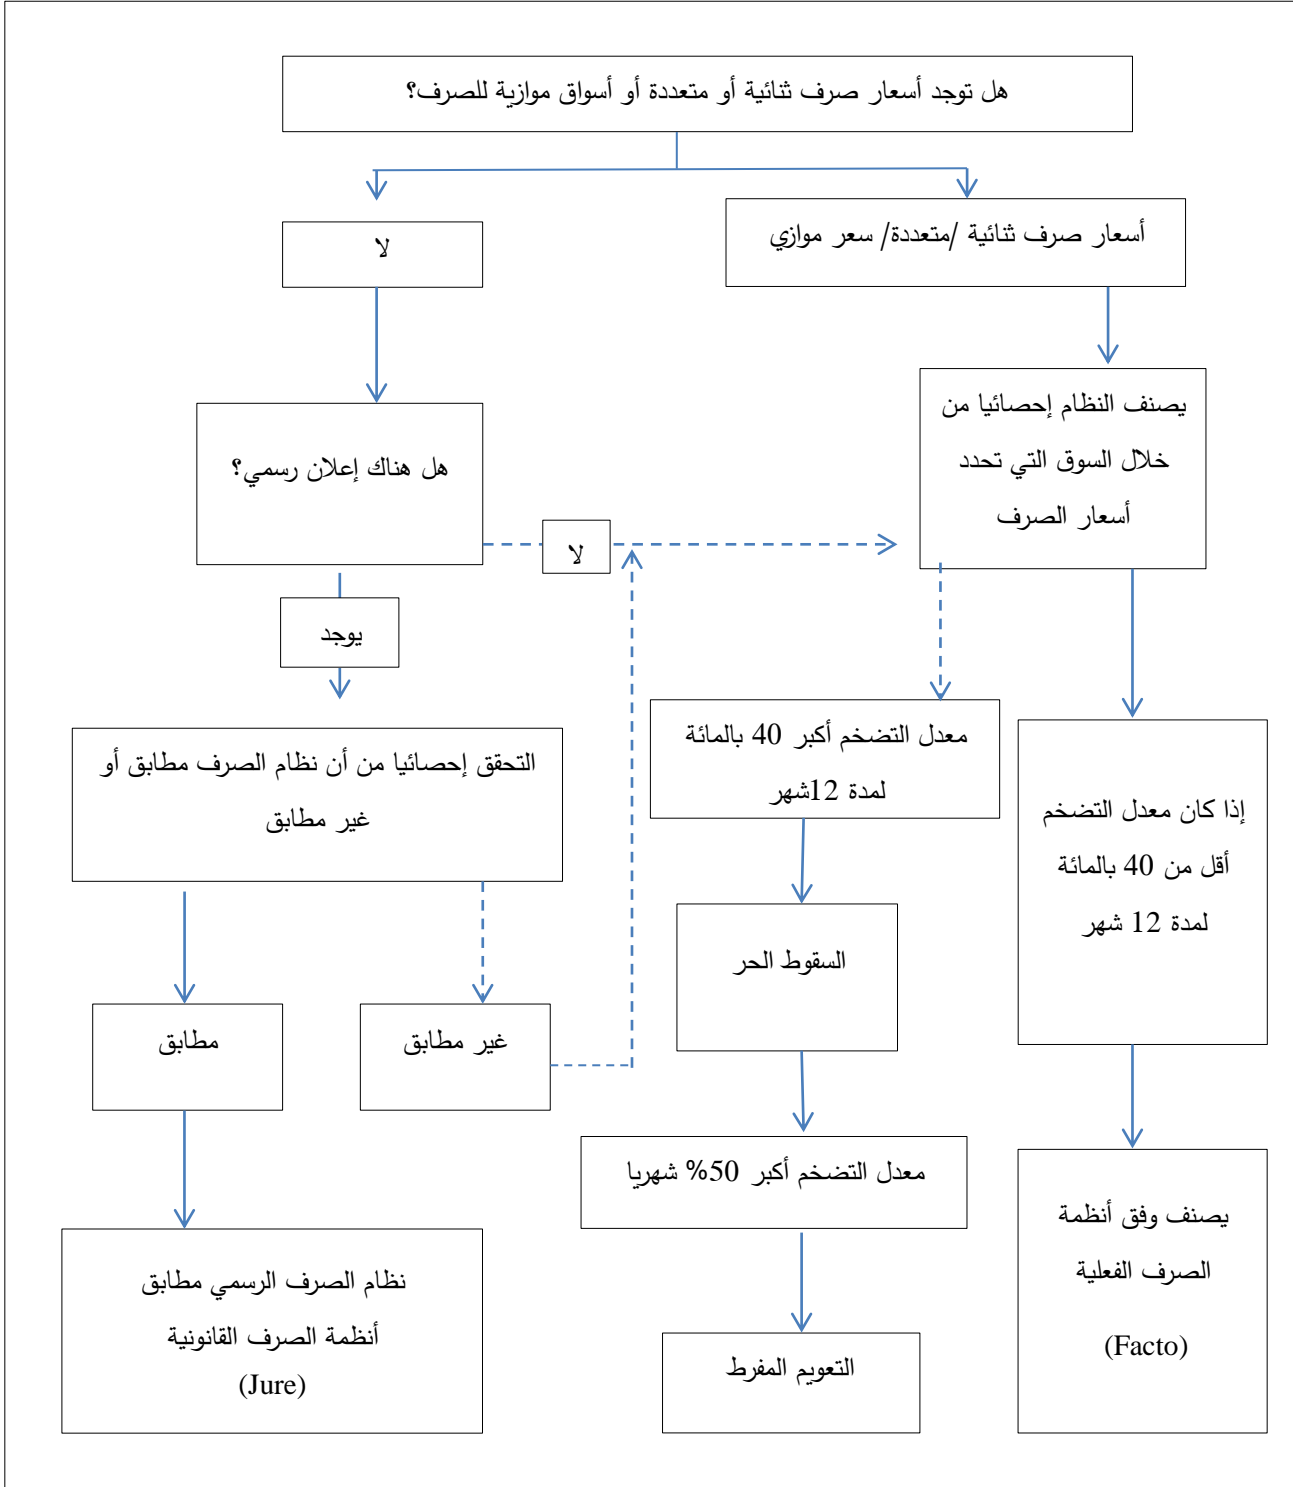 هل توجد أسعار صرف ثنائية أو متعددة أو أسواق موازية للصرف؟
أسعار صرف ثنائية /متعددة/ سعر موازي
لا
يصنف النظام إحصائيا من
خلال السوق التي تحدد
أسعار الصرف
هل هناك إعلان رسمي؟
لا
يوجد
معدل التضخم أكبر 40 بالمائة
لمدة 12شهر
إذا كان معدل التضخم
أقل من 40 بالمائة
لمدة 12 شهر
التحقق إحصائيا من أن نظام الصرف مطابق أو
غير مطابق
السقوط الحر
غير مطابق
مطابق
معدل التضخم أكبر 50% شهريا
يصنف وفق أنظمة
الصرف الفعلية
(Facto)
نظام الصرف الرسمي مطابق
أنظمة الصرف القانونية
(Jure)
التعويم المفرط